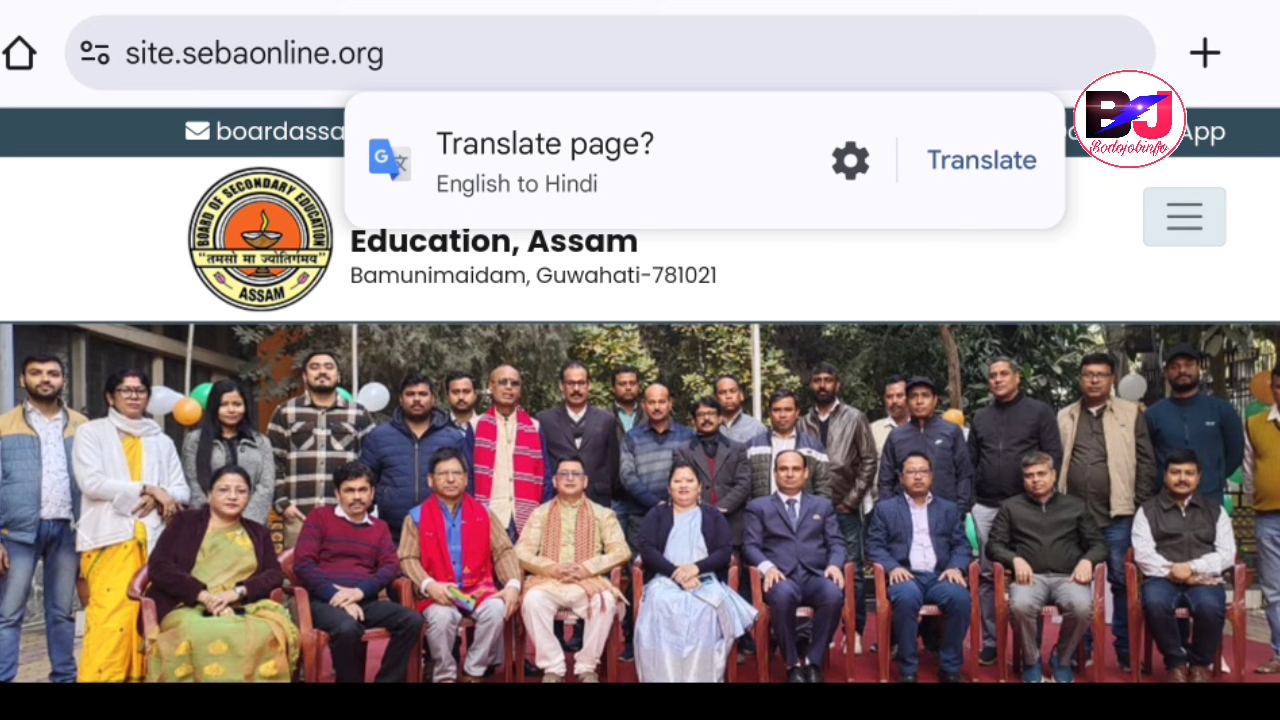 site.sebaonline.org
boardassa
App
Translate page?
English to Hindi
Translate
BOARD OF SECONDARY EDUCATION
"तमसो मा ज्योतिर्गमय"
ASSAM
Education, Assam
Bamunimaidam, Guwahati-781021
BJ
Bodojobinfo